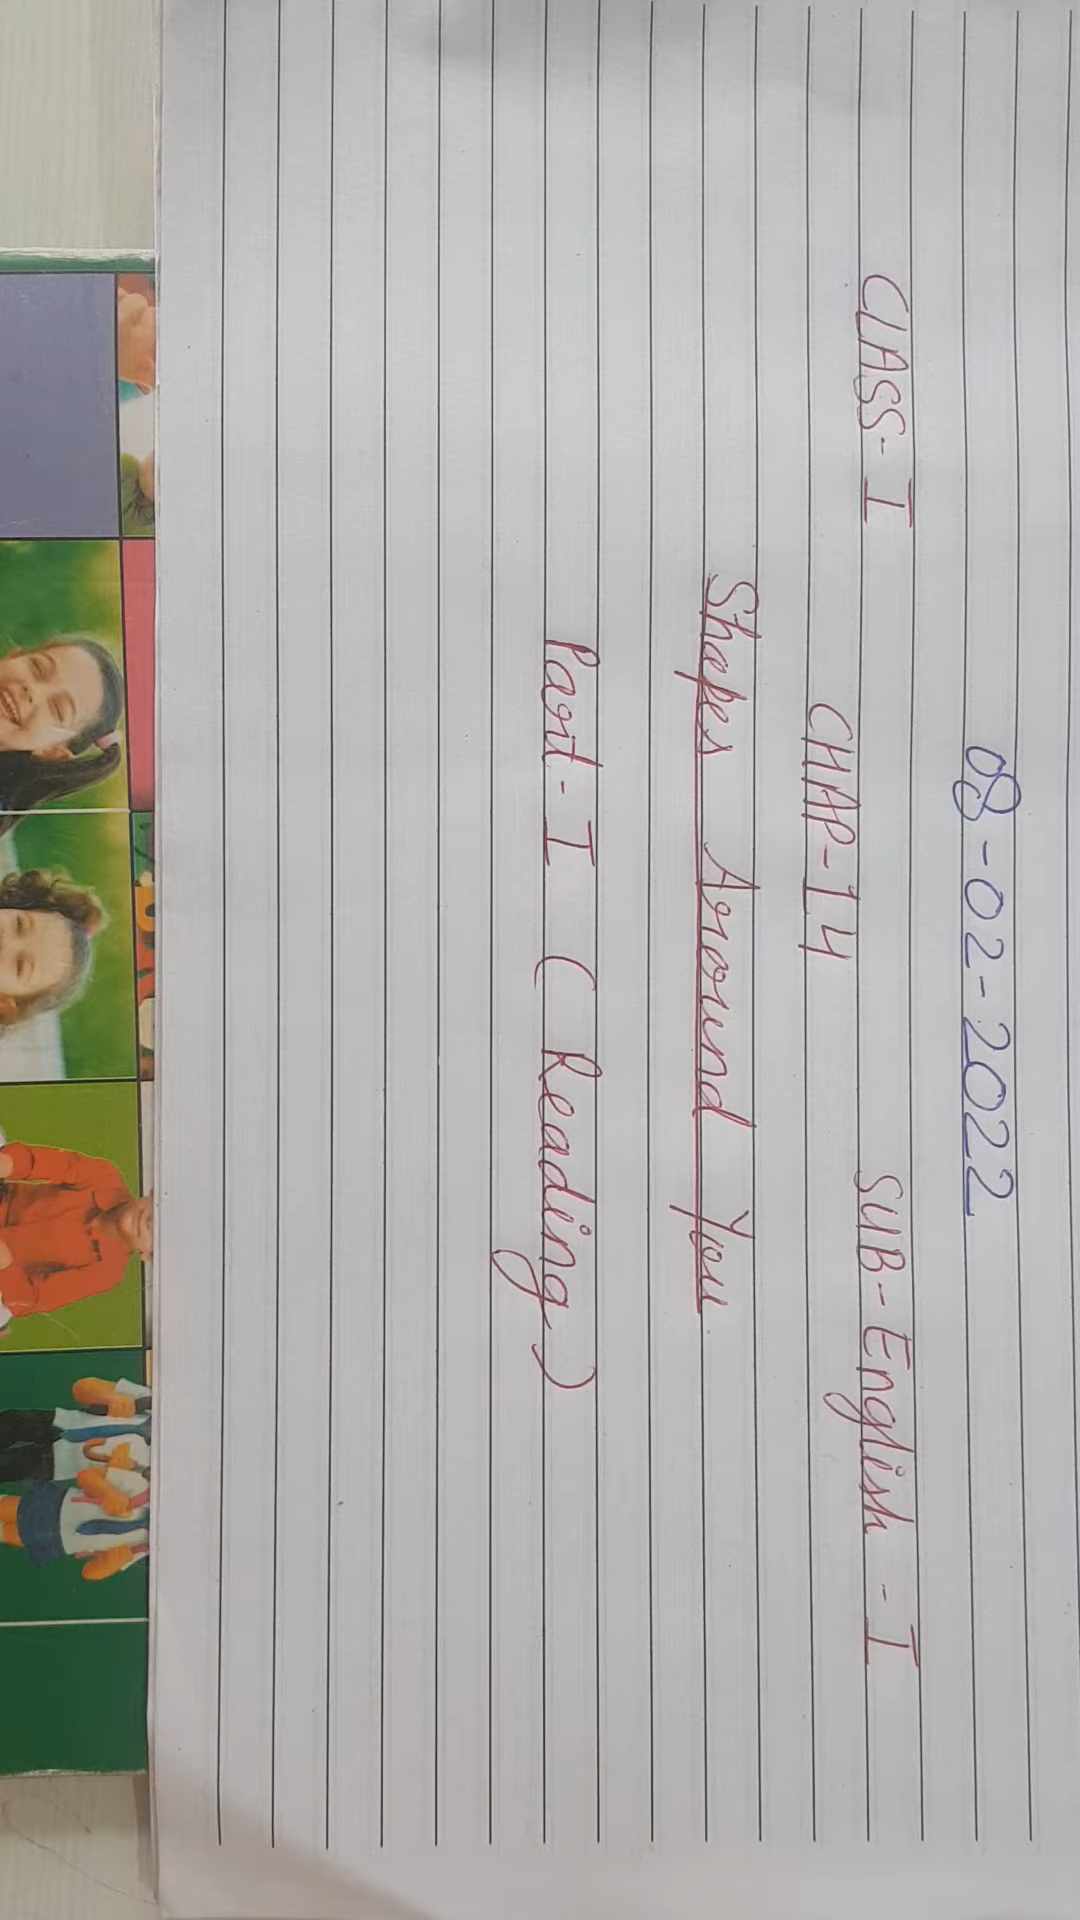 08-02-2022
CLASS-I SUB-English-I
CHAP-14
Shapes Around You
Part-I (Reading)